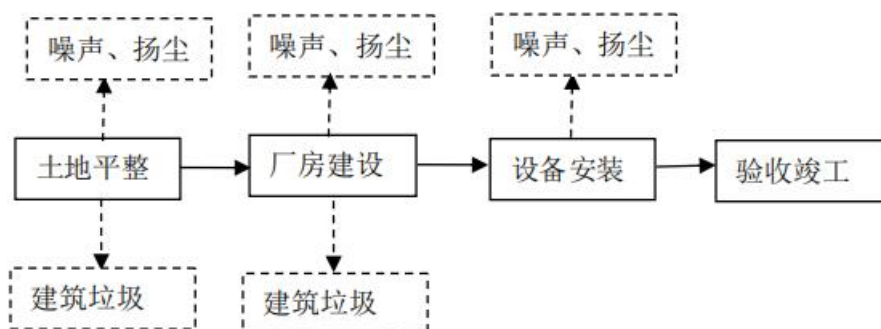 噪声、扬尘
噪声、扬尘
噪声、扬尘
土地平整
厂房建设
设备安装
验收竣工
建筑垃圾
建筑垃圾